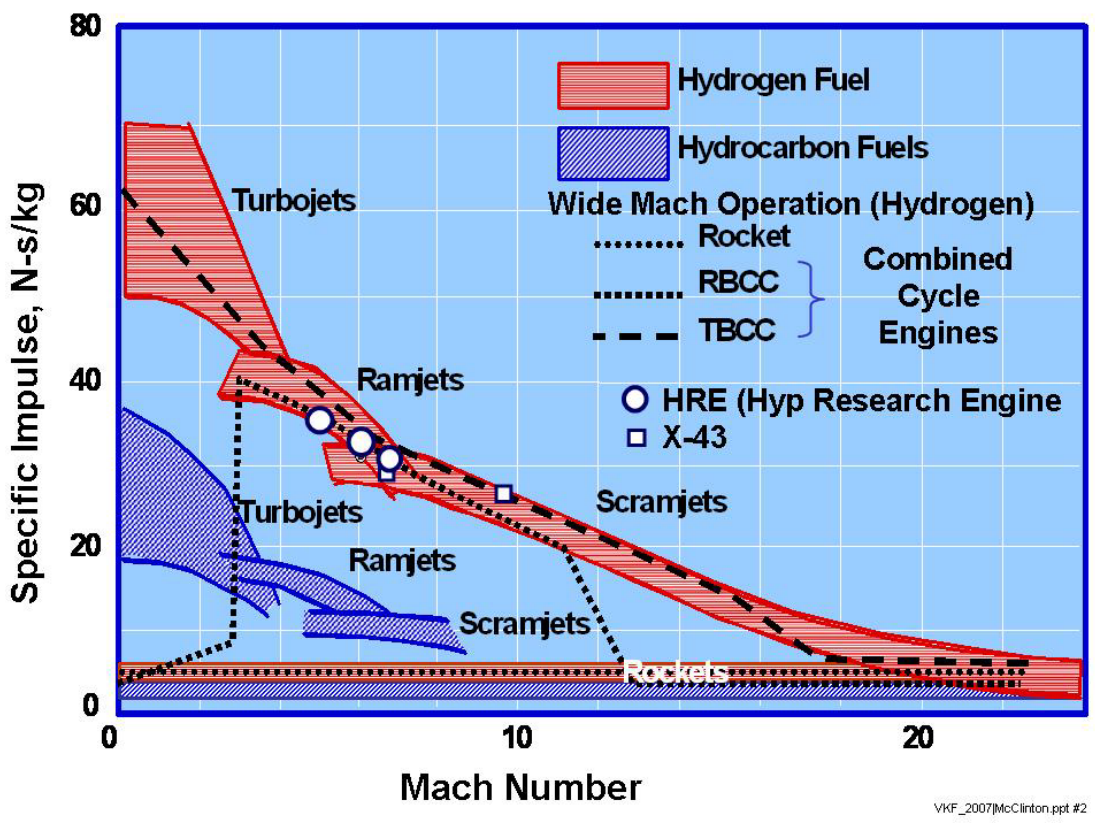 80
60
40
20
0
0
10
20
Specific Impulse, N-s/kg
Mach Number
Hydrogen Fuel
Hydrocarbon Fuels
Wide Mach Operation (Hydrogen)
Rocket
RBCC
TBCC
Combined
Cycle
Engines
HRE (Hyp Research Engine
X-43
Turbojets
Ramjets
Scramjets
Turbojets
Ramjets
Scramjets
Rockets
VKF_2007|McClinton.ppt #2